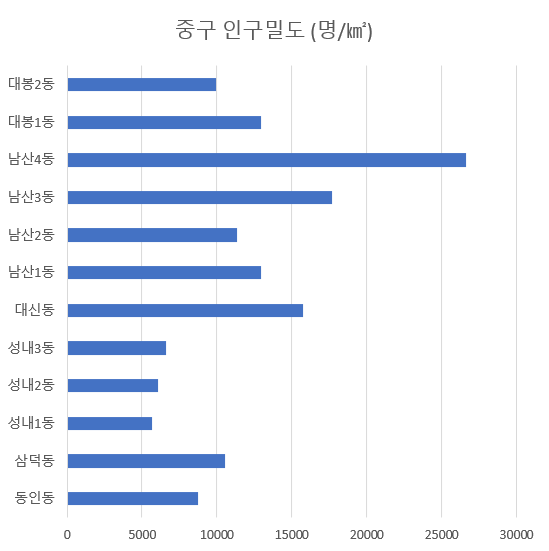 중구 인구밀도 (명/㎢)
대봉2동
대봉1동
남산4동
남산3동
남산2동
남산1동
대신동
성내3동
성내2동
성내1동
삼덕동
동인동
0 5000 10000 15000 20000 25000 30000